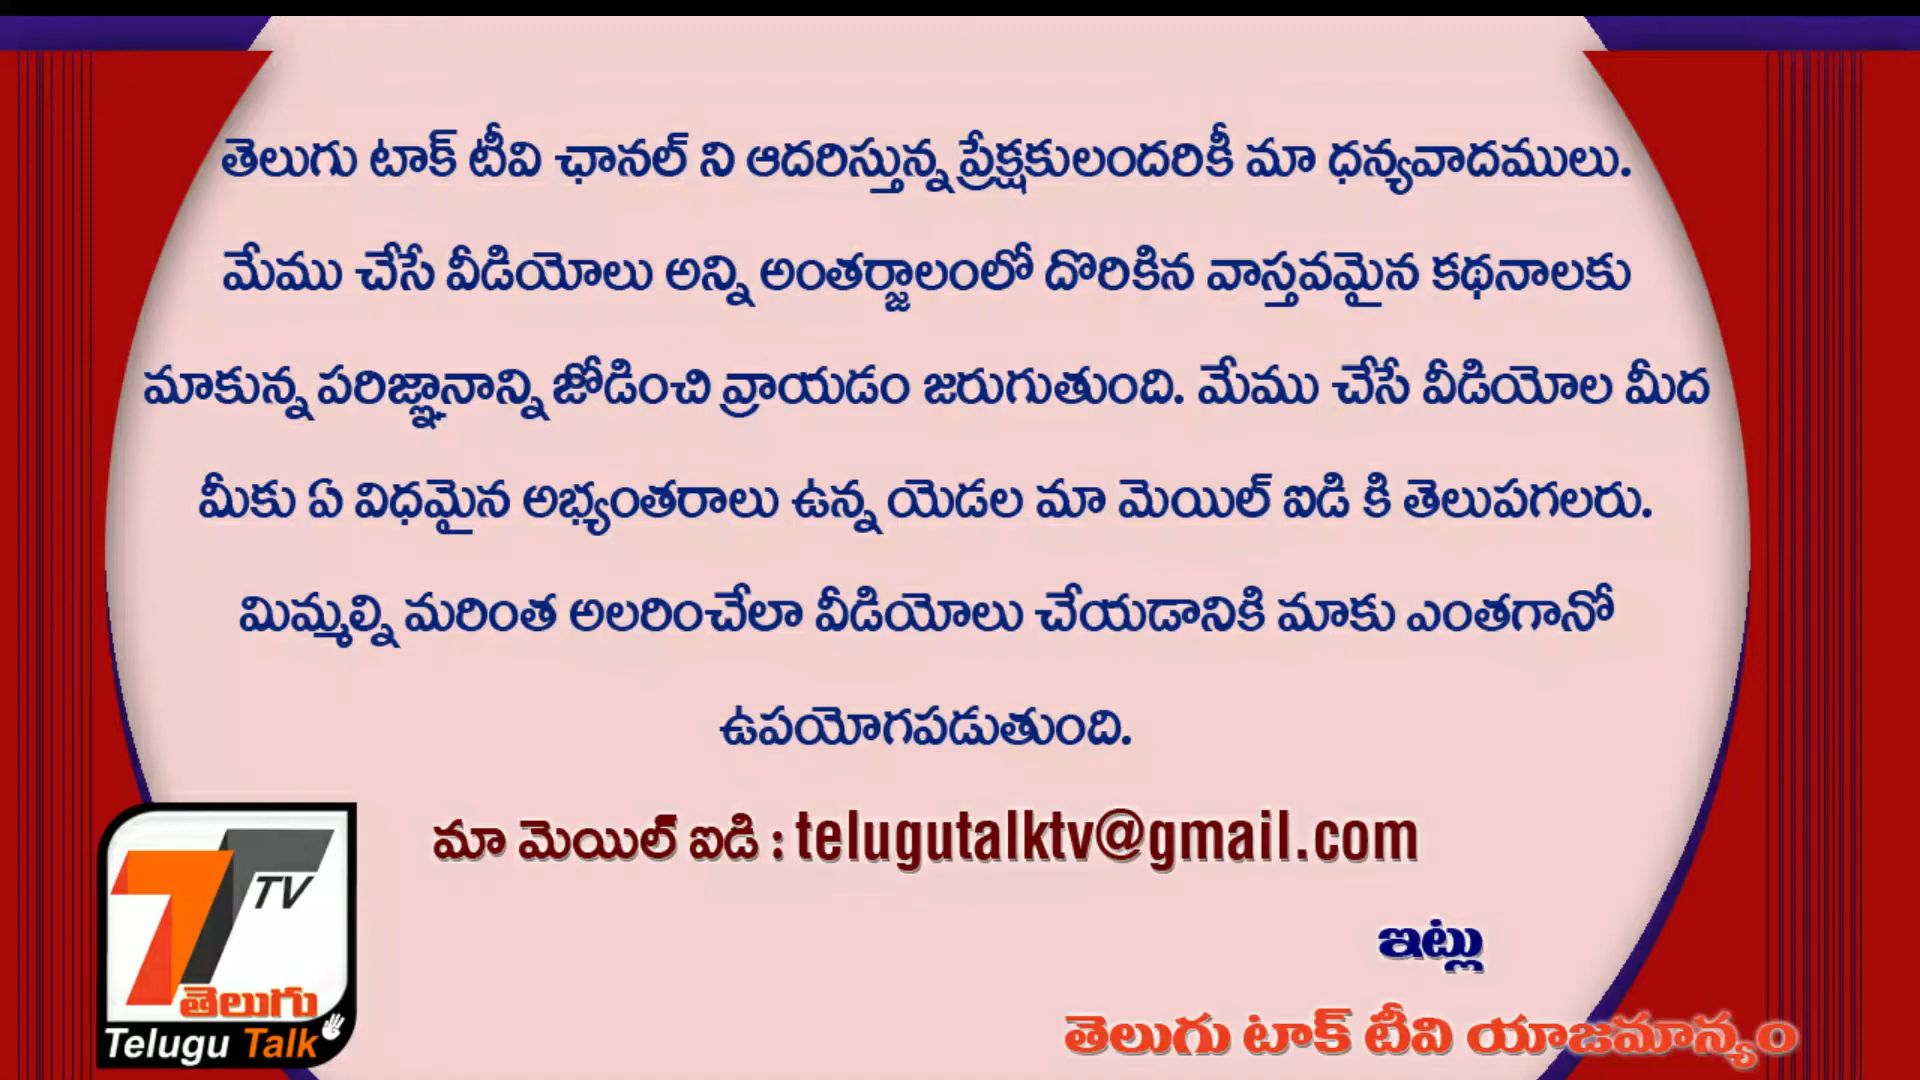 తెలుగు టాక్ టీవి ఛానల్ ని ఆదరిస్తున్న ప్రేక్షకులందరికీ మా ధన్యవాదములు.
మేము చేసే వీడియోలు అన్ని అంతర్జాలంలో దొరికిన వాస్తవమైన కథనాలకు
మాకున్న పరిజ్ఞానాన్ని జోడించి వ్రాయడం జరుగుతుంది. మేము చేసే వీడియోల మీద
మీకు ఏ విధమైన అభ్యంతరాలు ఉన్న యెడల మా మెయిల్ ఐడి కి తెలుపగలరు.
మిమ్మల్ని మరింత అలరించేలా వీడియోలు చేయడానికి మాకు ఎంతగానో
ఉపయోగపడుతుంది.
మా మెయిల్ ఐడి : telugutalktv@gmail.com
ఇట్లు
తెలుగు టాక్ టీవి యాజమాన్యం
TV
తెలుగు
Telugu Talk